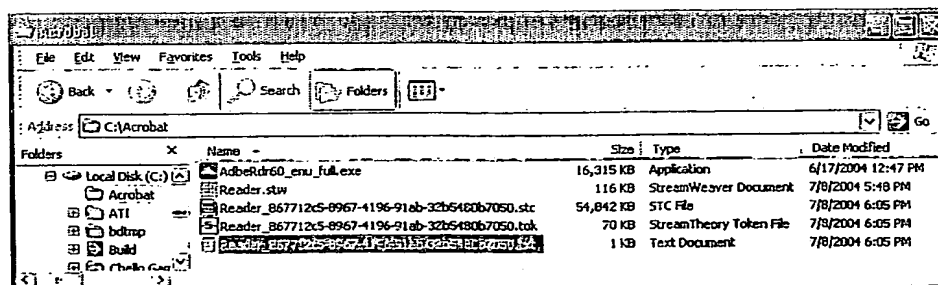 Acrobat
File Edit View Favorites Tools Help
Back Search Folders
Address C:\Acrobat Go
Folders × Name Size Type Date Modified
Local Disk (C:) AdbeRdr60_enu_full.exe 16,315 KB Application 6/17/2004 12:47 PM
Acrobat Reader.stw 116 KB StreamWeaver Document 7/8/2004 5:48 PM
ATI Reader_867712c5-8967-4196-91ab-32b5480b7050.stc 54,842 KB STC File 7/8/2004 6:05 PM
bdtmp Reader_867712c5-8967-4196-91ab-32b5480b7050.tok 70 KB StreamTheory Token File 7/8/2004 6:05 PM
Build 1 KB Text Document 7/8/2004 6:05 PM